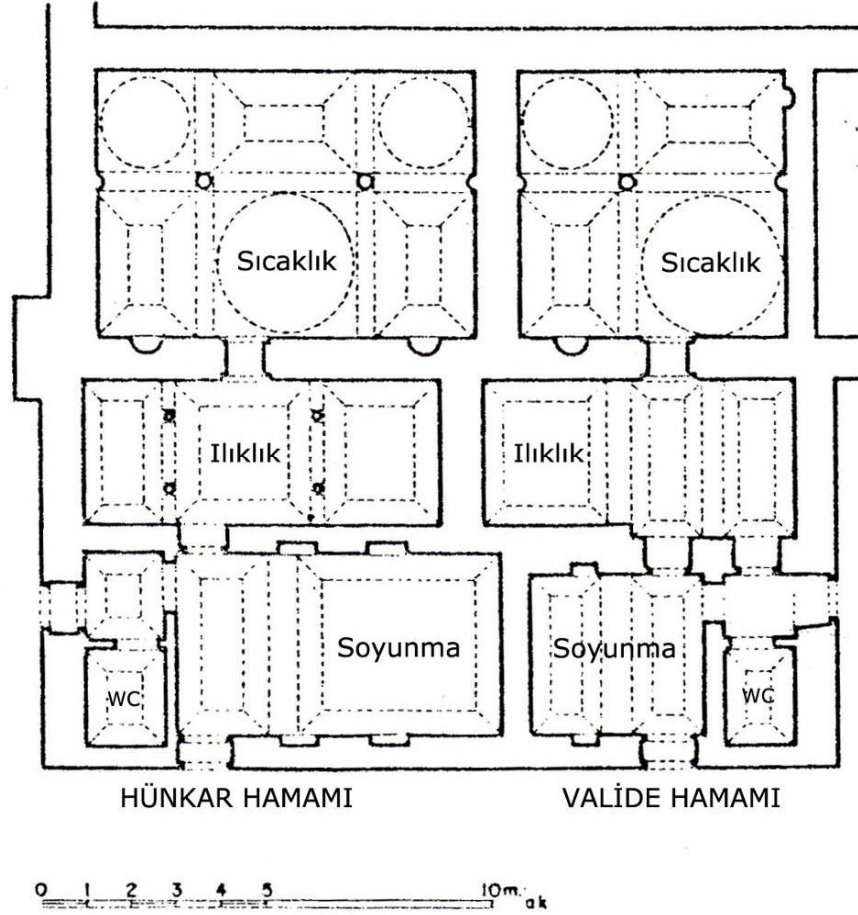 Sıcaklık
Sıcaklık
Ilıklık
Ilıklık
Soyunma
Soyunma
WC
WC
HÜNKAR HAMAMI
VALİDE HAMAMI
0 1 2 3 4 5 10m.
ak